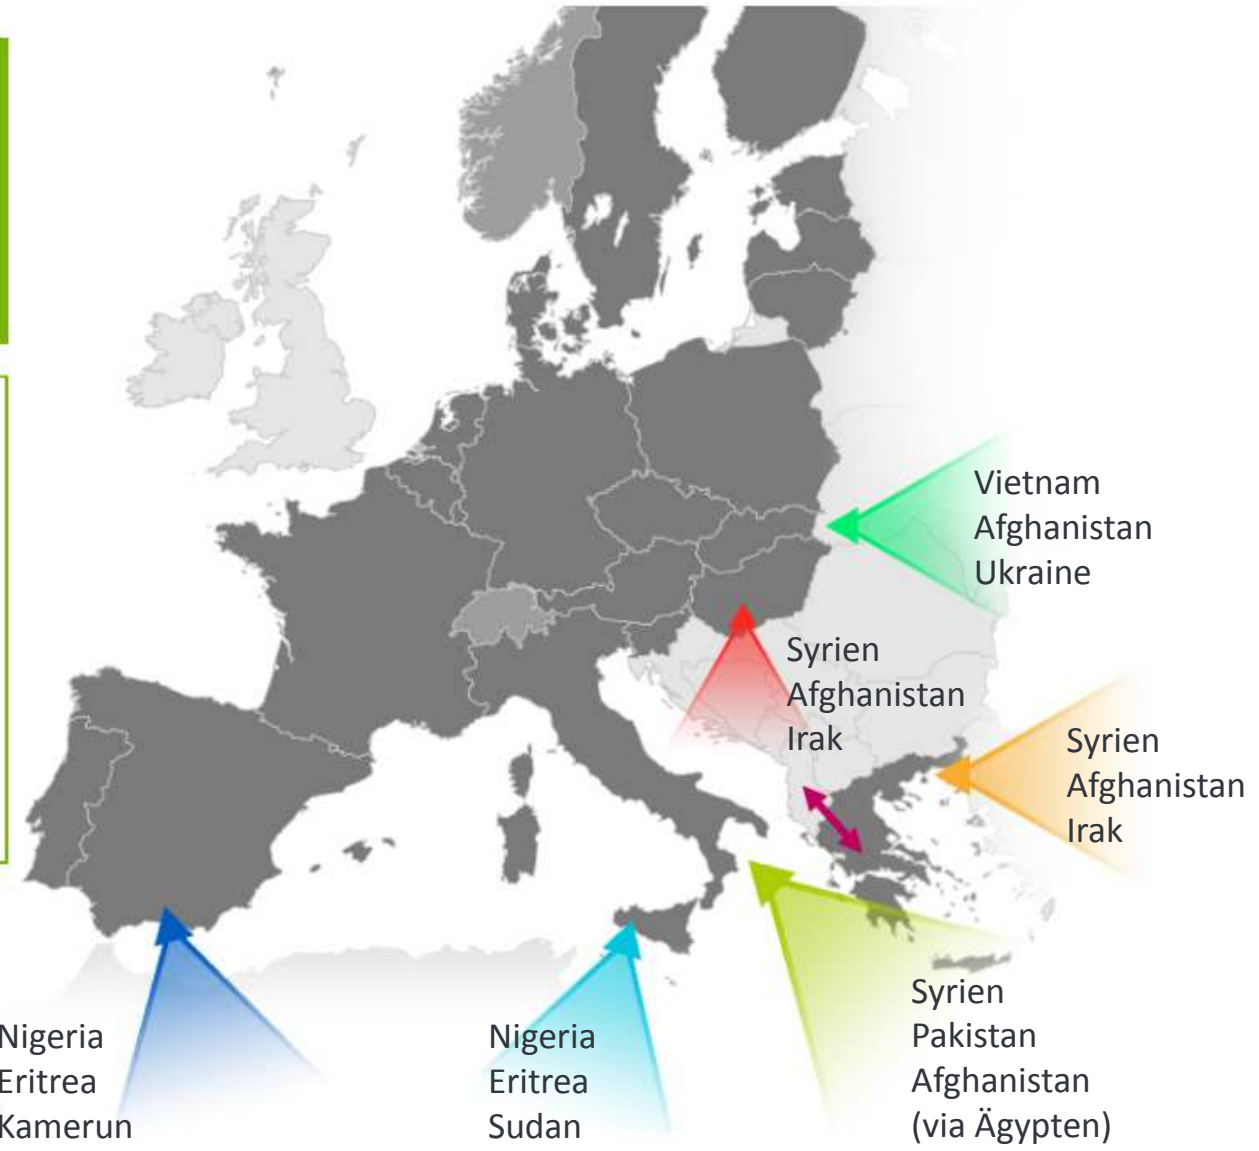 Vietnam
Afghanistan
Ukraine
Syrien
Afghanistan
Irak
Syrien
Afghanistan
Irak
Syrien
Pakistan
Afghanistan
(via Ägypten)
Nigeria
Eritrea
Sudan
Nigeria
Eritrea
Kamerun